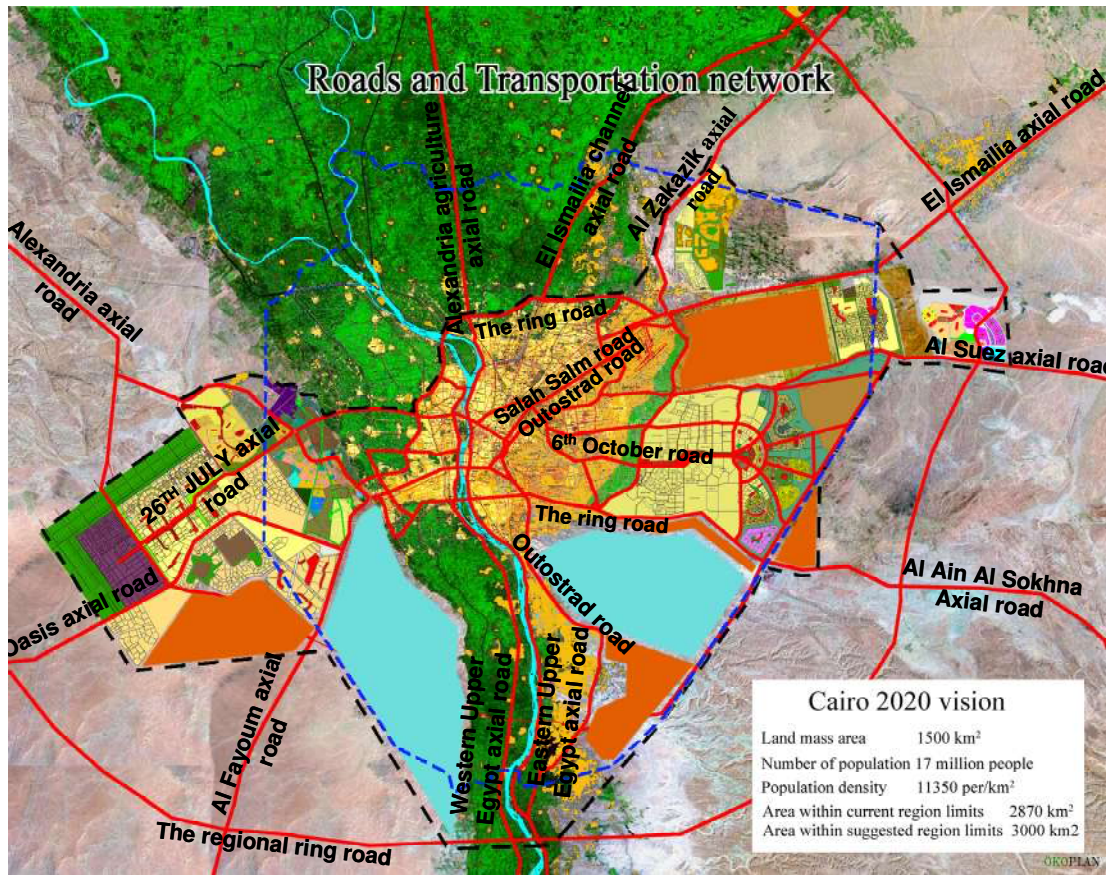 Roads and Transportation network
Alexandria agriculture
axial road
El Ismailia channel
axial road
Al Zakazik axial
road
El Ismailia axial road
Alexandria axial
road
The ring road
Salah Salm road
Outostrad road
Al Suez axial road
26TH JULY axial
road
6th October road
The ring road
Outostrad road
Al Ain Al Sokhna
Axial road
Oasis axial road
Al Fayoum axial
road
Western Upper
Egypt axial road
Eastern Upper
Egypt axial road
The regional ring road
Cairo 2020 vision
Land mass area 1500 km²
Number of population 17 million people
Population density 11350 per/km²
Area within current region limits 2870 km²
Area within suggested region limits 3000 km2
ÖKOPLAN